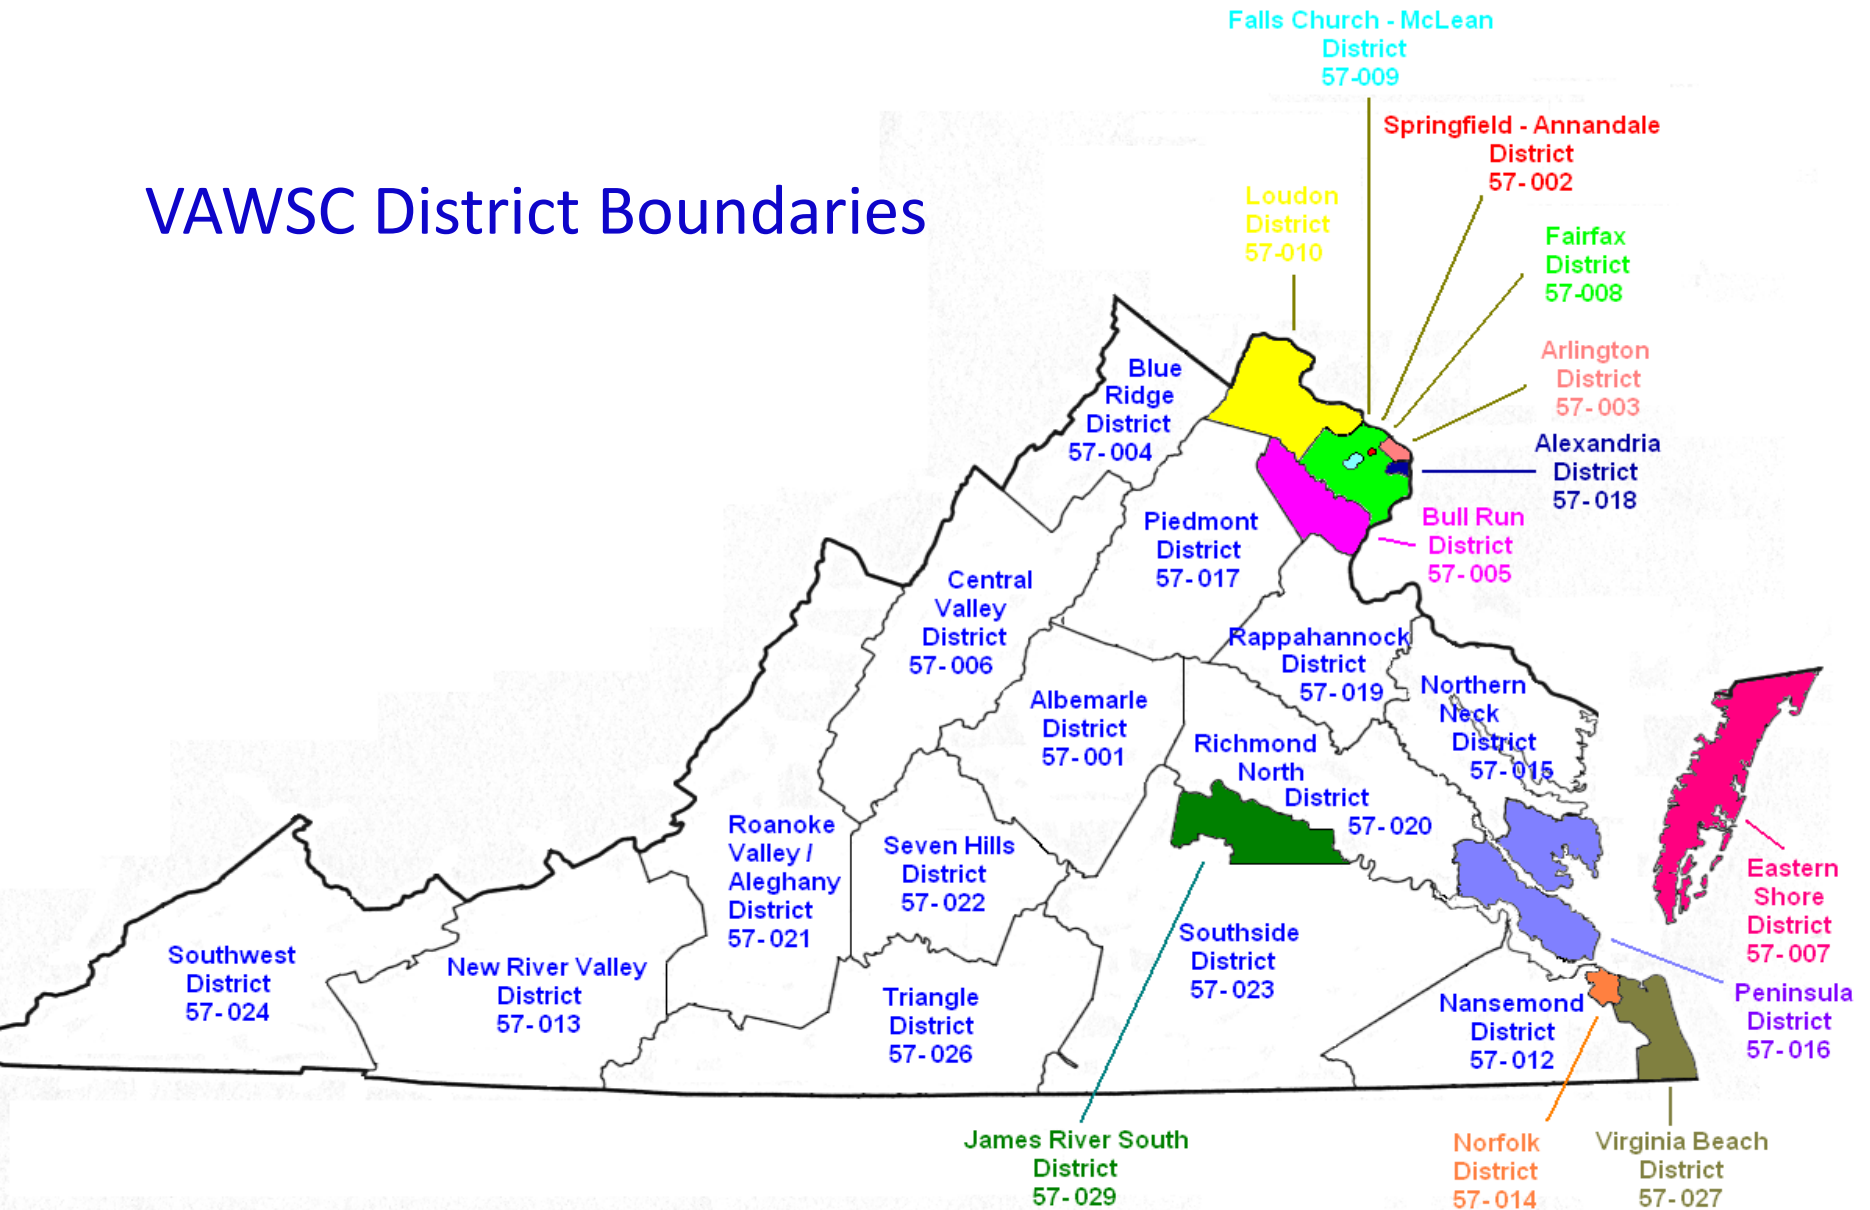 Falls Church - McLean
District
57-009
Springfield - Annandale
District
57-002
VAWSC District Boundaries
Loudon
District
57-010
Fairfax
District
57-008
Arlington
District
57-003
Blue
Ridge
District
57-004
Alexandria
District
57-018
Bull Run
District
57-005
Piedmont
District
57-017
Central
Valley
District
57-006
Rappahannock
District
57-019
Northern
Neck
District
57-015
Albemarle
District
57-001
Richmond
North
District
57-020
Roanoke
Valley /
Aleghany
District
57-021
Seven Hills
District
57-022
Eastern
Shore
District
57-007
Southwest
District
57-024
New River Valley
District
57-013
Triangle
District
57-026
Southside
District
57-023
Nansemond
District
57-012
Peninsula
District
57-016
James River South
District
57-029
Norfolk
District
57-014
Virginia Beach
District
57-027